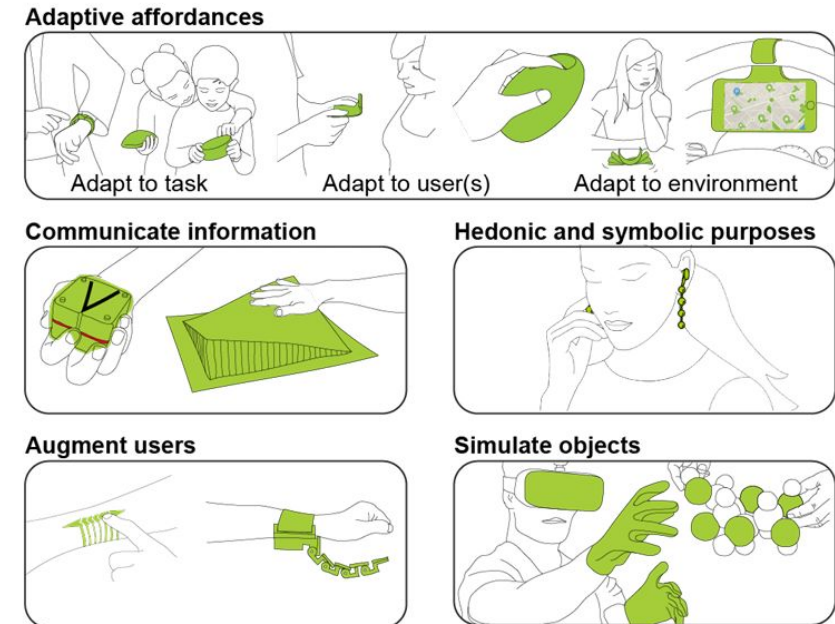 Adaptive affordances
Adapt to task
Adapt to user(s)
Adapt to environment
Communicate information
Hedonic and symbolic purposes
Augment users
Simulate objects